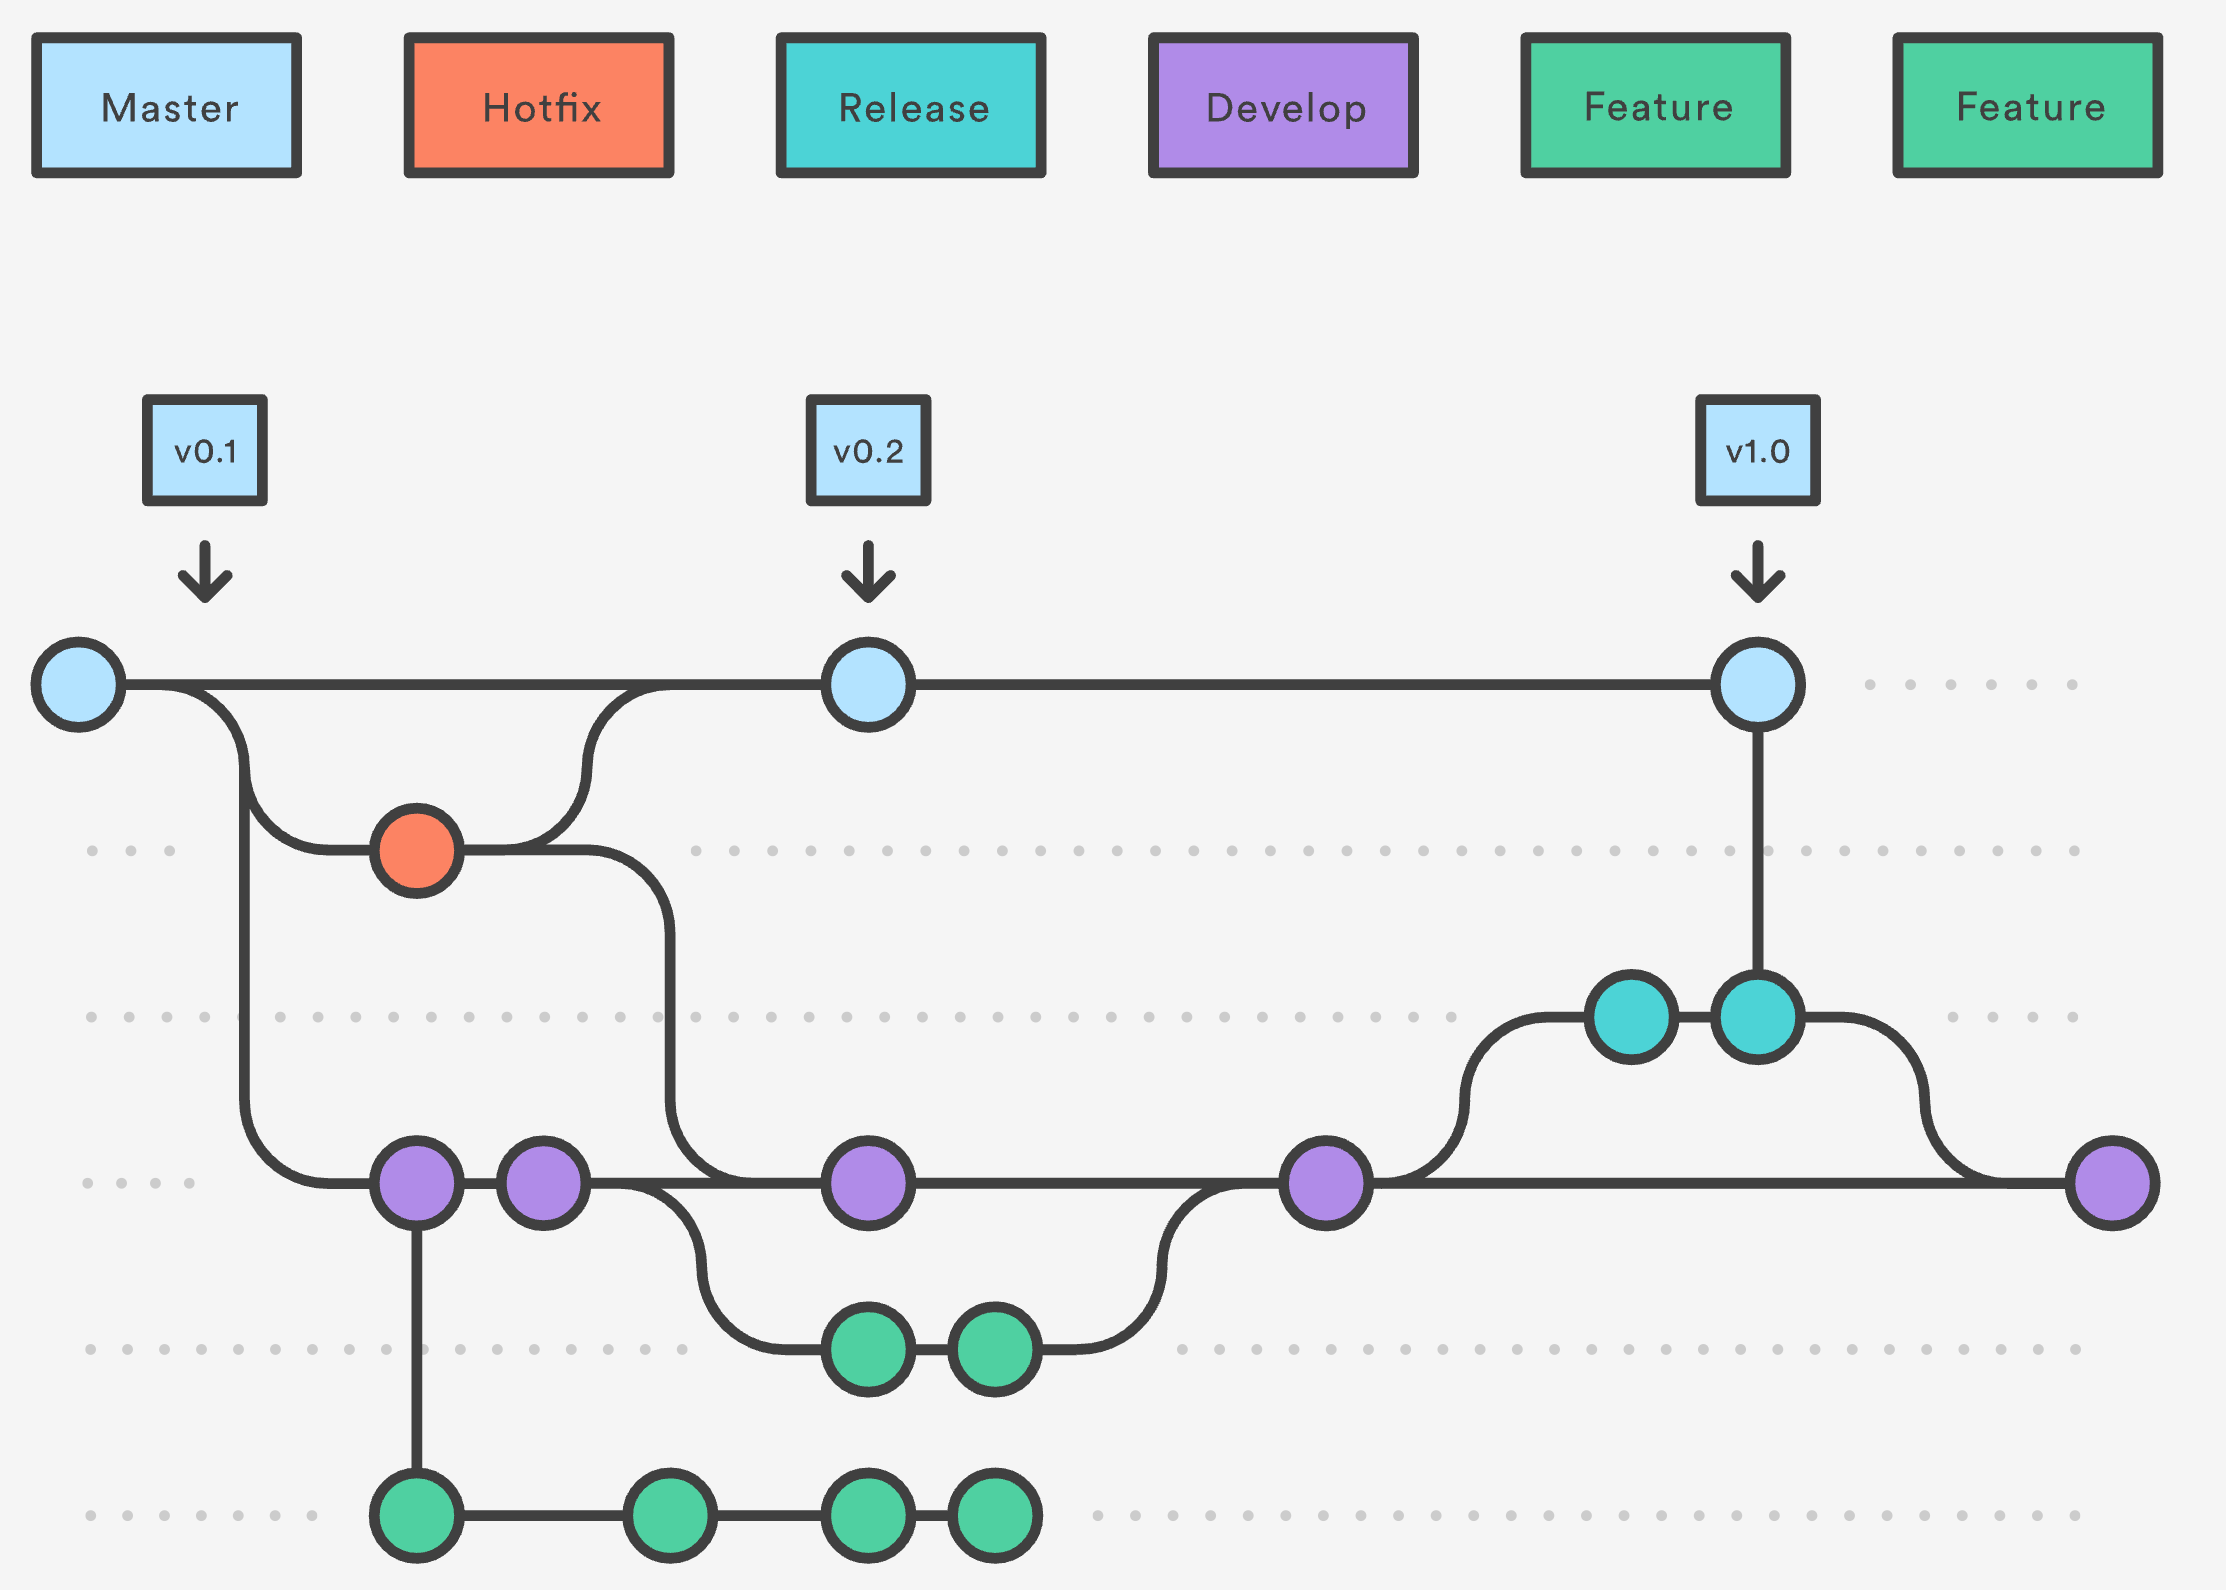 Master
Hotfix
Release
Develop
Feature
Feature
v0.1
v0.2
v1.0